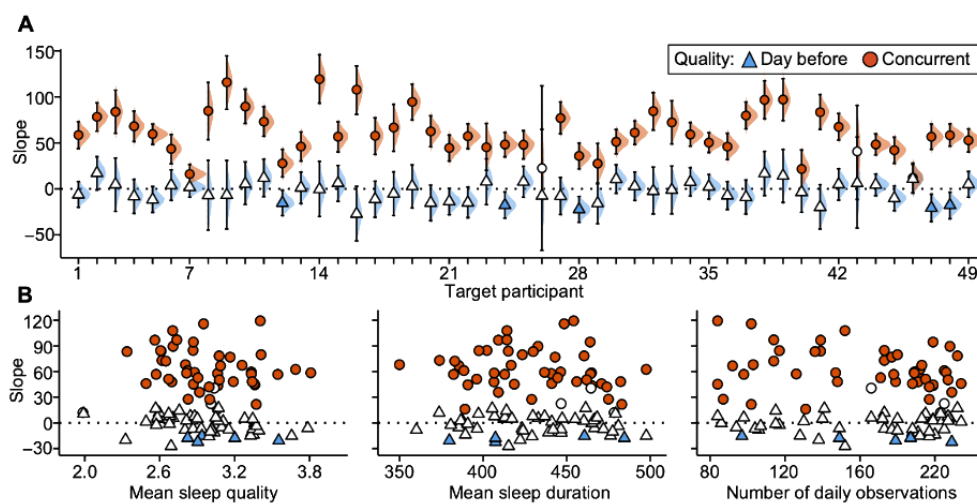 A
Quality: Day before Concurrent
150
100
50
0
−50
Slope
1 7 14 21 28 35 42 49
Target participant
B
120
90
60
30
0
−30
Slope
2.0 2.6 3.2 3.8
Mean sleep quality
350 400 450 500
Mean sleep duration
80 120 160 220
Number of daily observations